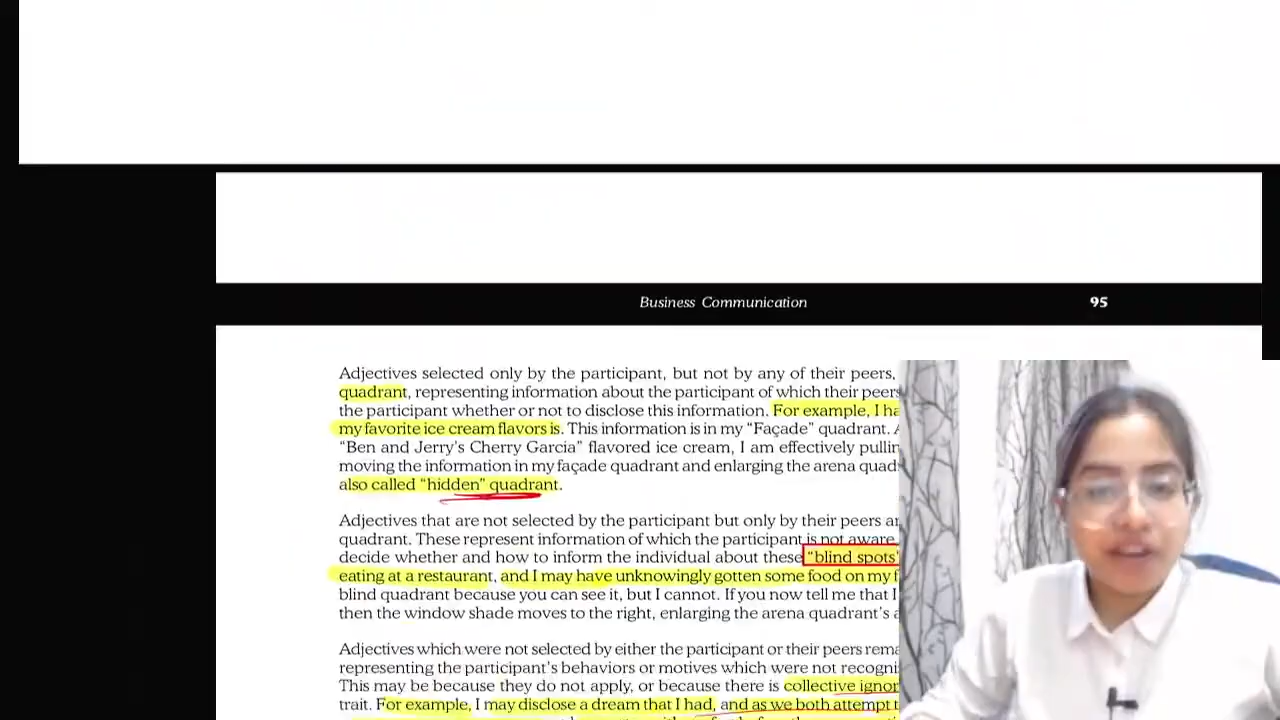 Business Communication 95
Adjectives selected only by the participant, but not by any of their peers,
quadrant, representing information about the participant of which their peers
the participant whether or not to disclose this information. For example, I ha
my favorite ice cream flavors is. This information is in my “Façade” quadrant.
“Ben and Jerry’s Cherry Garcia” flavored ice cream, I am effectively pullin
moving the information in my façade quadrant and enlarging the arena quad
also called “hidden” quadrant.
Adjectives that are not selected by the participant but only by their peers ar
quadrant. These represent information of which the participant is not aware
decide whether and how to inform the individual about these “blind spots”
eating at a restaurant, and I may have unknowingly gotten some food on my f
blind quadrant because you can see it, but I cannot. If you now tell me that I
then the window shade moves to the right, enlarging the arena quadrant’s a
Adjectives which were not selected by either the participant or their peers rema
representing the participant’s behaviors or motives which were not recogni
This may be because they do not apply, or because there is collective ignor
trait. For example, I may disclose a dream that I had, and as we both attempt t